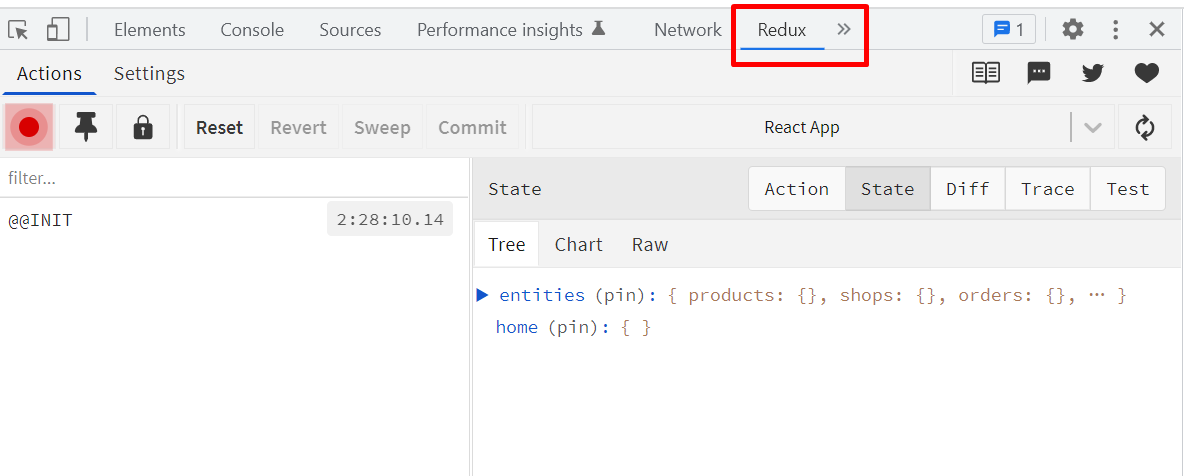 Elements Console Sources Performance insights Network Redux » 1
Actions Settings
Reset Revert Sweep Commit React App
filter...
State Action State Diff Trace Test
@@INIT 2:28:10.14
Tree Chart Raw
▶ entities (pin): { products: {}, shops: {}, orders: {}, ⋯ }
home (pin): { }